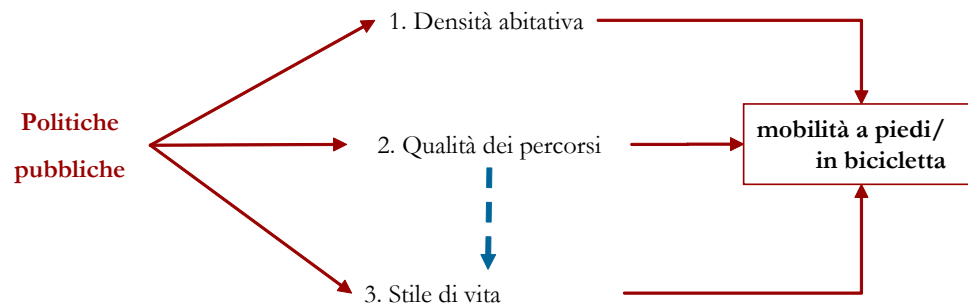 1. Densità abitativa
Politiche
pubbliche
2. Qualità dei percorsi
mobilità a piedi/
in bicicletta
3. Stile di vita